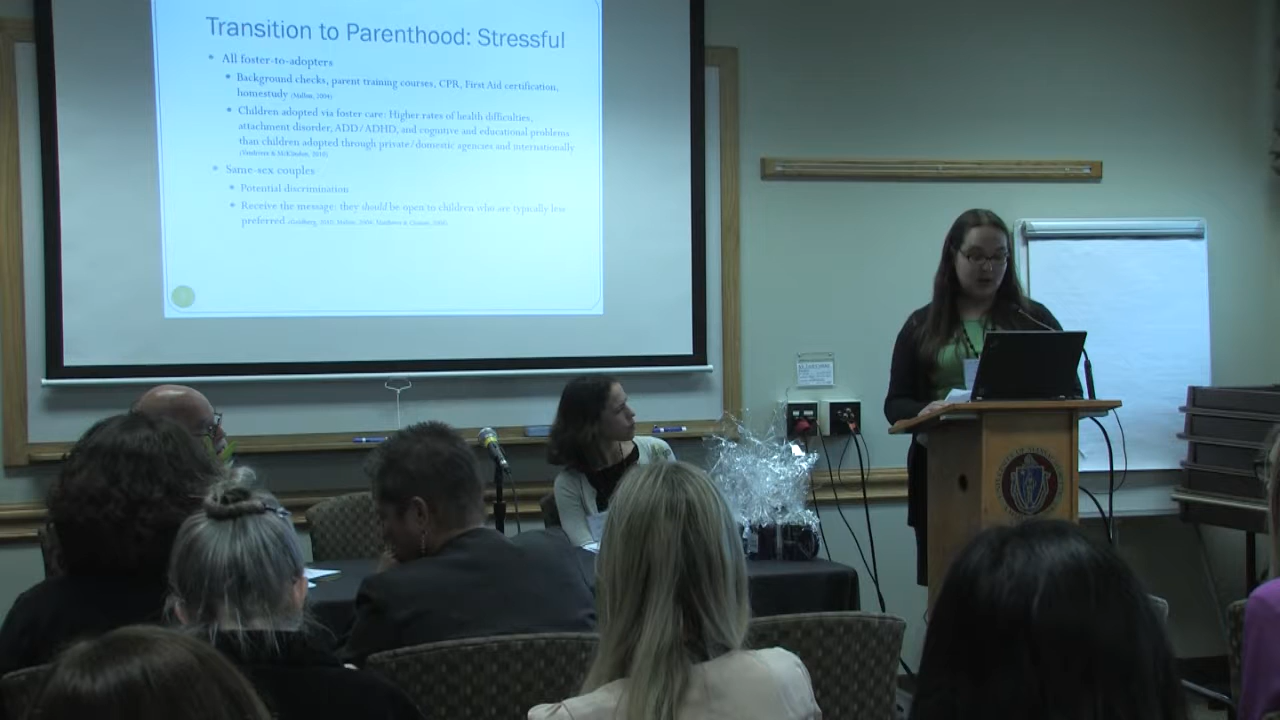 Transition to Parenthood: Stressful
All foster-to-adopters
Background checks, parent training courses, CPR, First Aid certification,
homestudy (Mallon, 2004)
Children adopted via foster care: Higher rates of health difficulties,
attachment disorder, ADD/ADHD, and cognitive and educational problems
than children adopted through private/domestic agencies and internationally
Same-sex couples
Potential discrimination
Receive the message: they should be open to children who are typically less
preferred